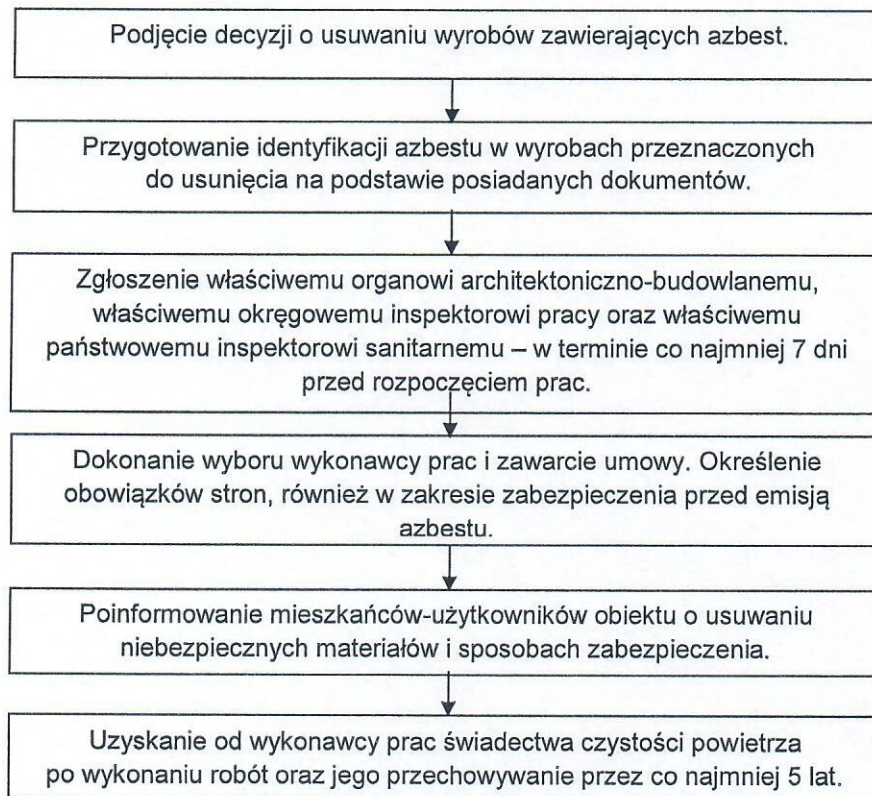 Podjęcie decyzji o usuwaniu wyrobów zawierających azbest.
Przygotowanie identyfikacji azbestu w wyrobach przeznaczonych
do usunięcia na podstawie posiadanych dokumentów.
Zgłoszenie właściwemu organowi architektoniczno-budowlanemu,
właściwemu okręgowemu inspektorowi pracy oraz właściwemu
państwowemu inspektorowi sanitarnemu – w terminie co najmniej 7 dni
przed rozpoczęciem prac.
Dokonanie wyboru wykonawcy prac i zawarcie umowy. Określenie
obowiązków stron, również w zakresie zabezpieczenia przed emisją
azbestu.
Poinformowanie mieszkańców-użytkowników obiektu o usuwaniu
niebezpiecznych materiałów i sposobach zabezpieczenia.
Uzyskanie od wykonawcy prac świadectwa czystości powietrza
po wykonaniu robót oraz jego przechowywanie przez co najmniej 5 lat.